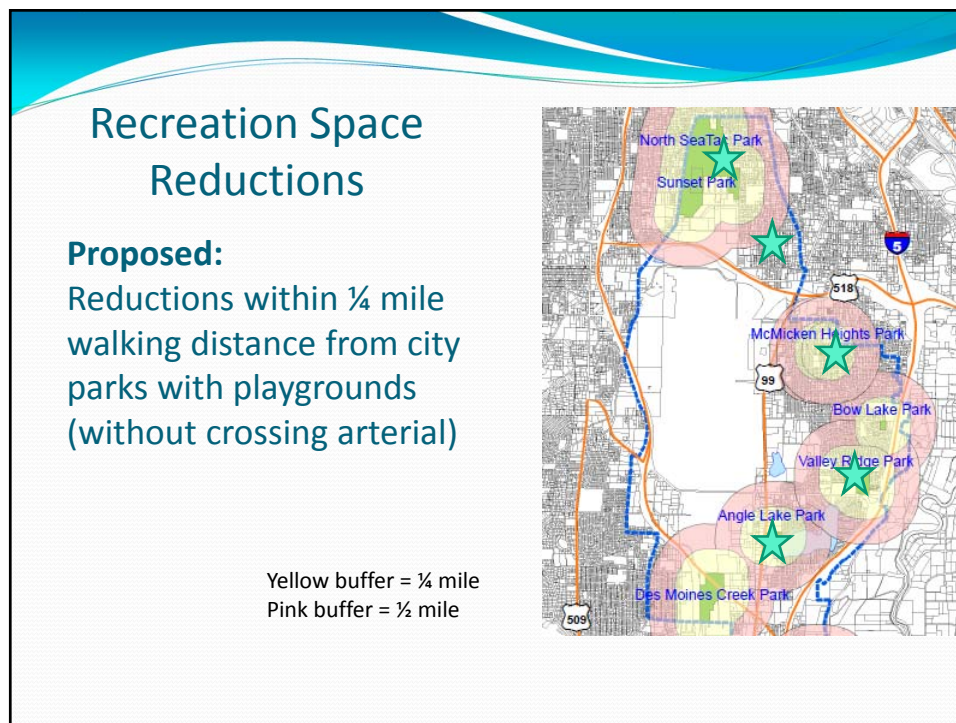 Recreation Space
Reductions
Proposed:
Reductions within ¼ mile
walking distance from city
parks with playgrounds
(without crossing arterial)
Yellow buffer = ¼ mile
Pink buffer = ½ mile
North SeaTac Park
Sunset Park
5
518
McMicken Heights Park
99
Bow Lake Park
Valley Ridge Park
Angle Lake Park
Des Moines Creek Park
509